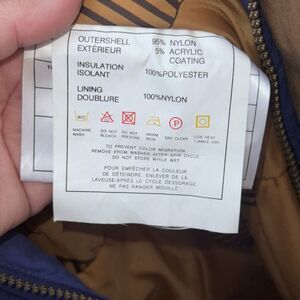 OUTERSHELL 95% NYLON
EXTÉRIEUR 5% ACRYLIC
COATING
INSULATION
ISOLANT 100%POLYESTER
LINING
DOUBLURE 100%NYLON
MACHINE WASH DO NOT BLEACH DO NOT PRESOAK WARM IRON DRY CLEAN LOW HEAT TUMBLE DRY
TO PREVENT COLOR MIGRATION,
REMOVE FROM WASHER AFTER SPIN CYCLE.
DO NOT STORE WHILE WET
POUR EMPÊCHER LA COULEUR
DE DÉTEINDRE, ENLEVER DE LA
LAVEUSE APRÈS LE CYCLE D'ESSORAGE.
NE PAS RANGER MOUILLE.